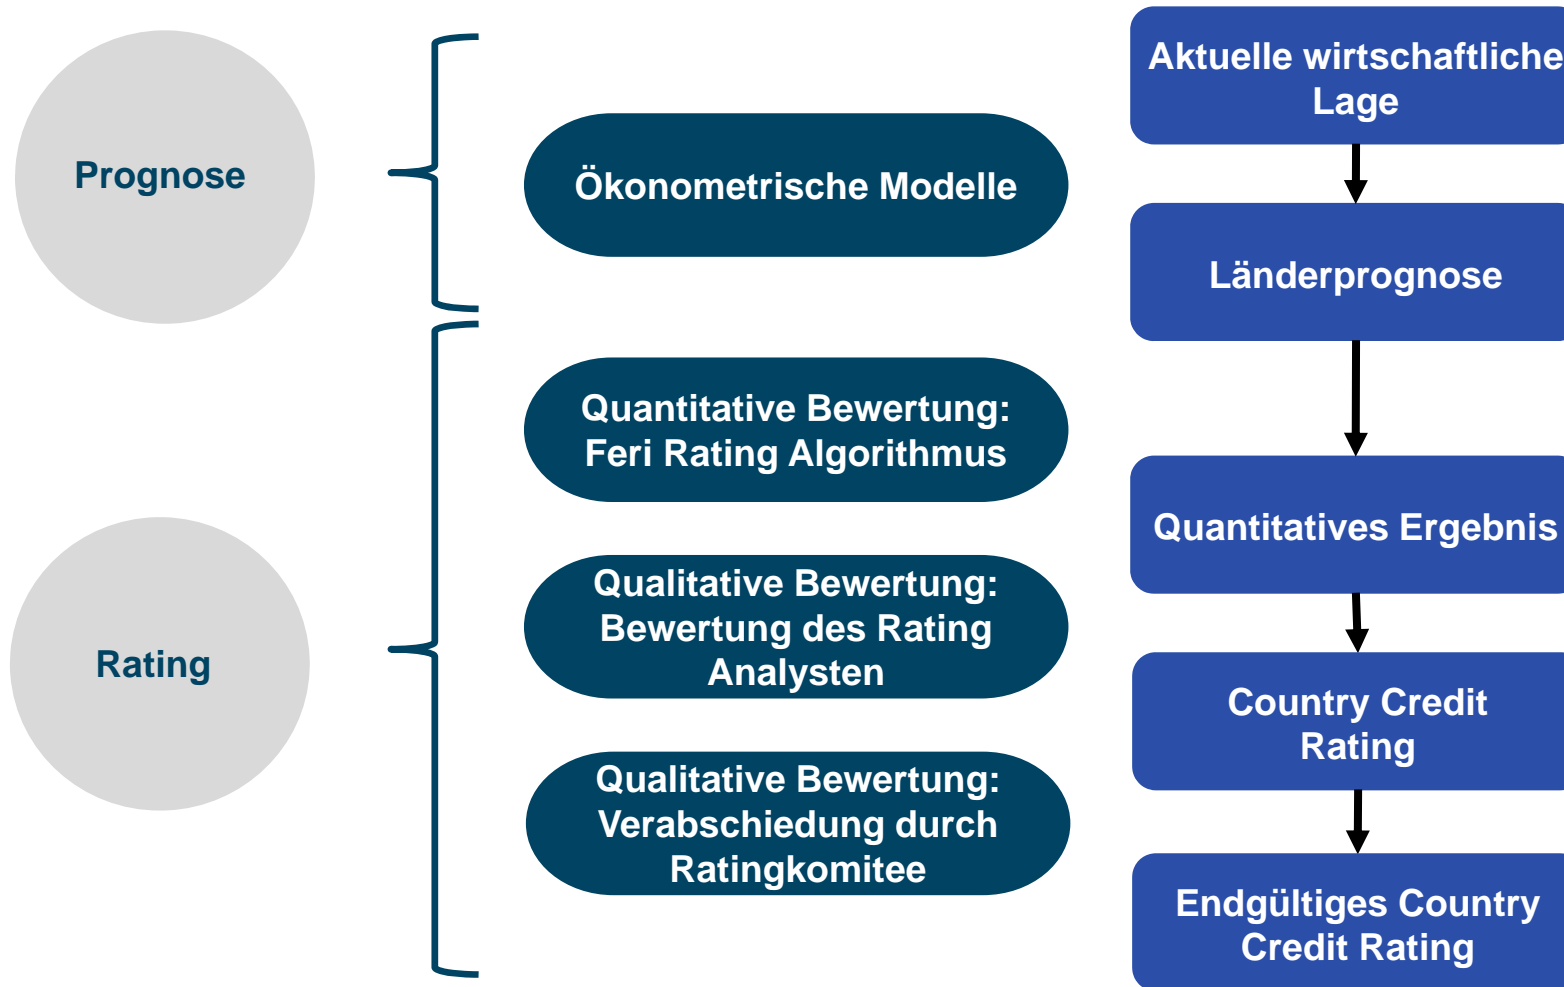 Prognose
Rating
Ökonometrische Modelle
Quantitative Bewertung:
Feri Rating Algorithmus
Qualitative Bewertung:
Bewertung des Rating
Analysten
Qualitative Bewertung:
Verabschiedung durch
Ratingkomitee
Aktuelle wirtschaftliche
Lage
Länderprognose
Quantitatives Ergebnis
Country Credit
Rating
Endgültiges Country
Credit Rating